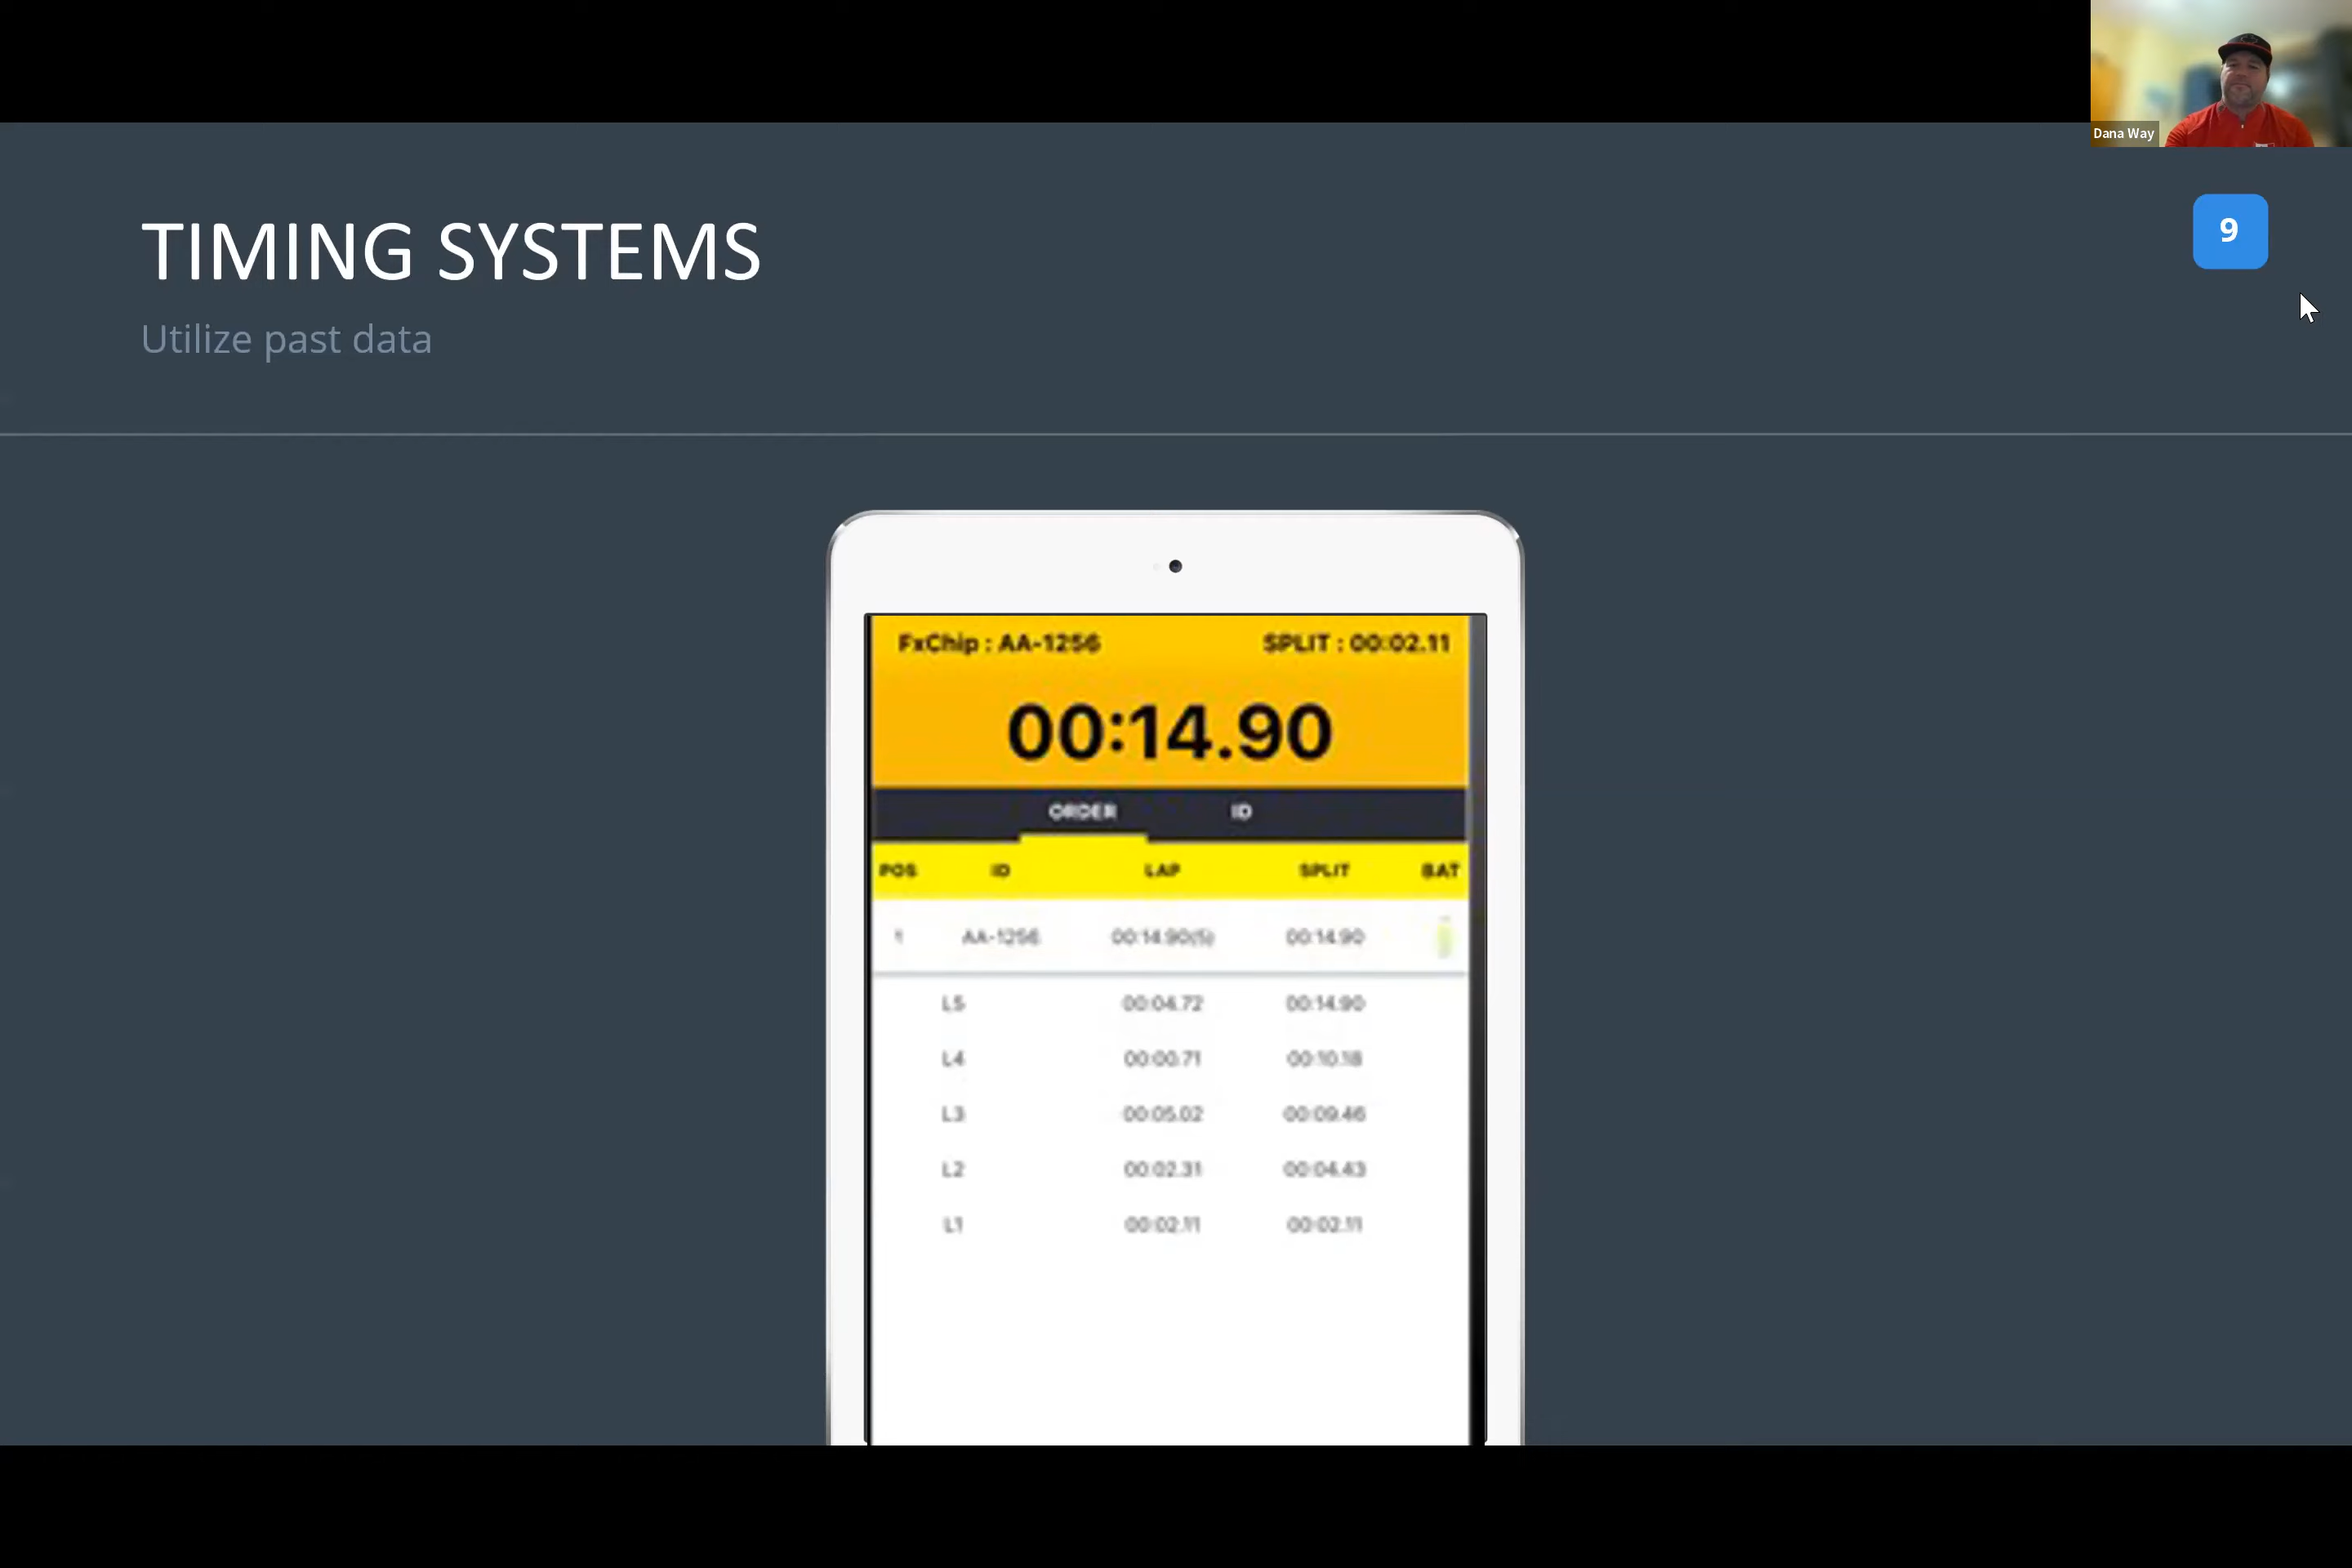 Dana Way
TIMING SYSTEMS
9
Utilize past data
FxChip : AA-1256 SPLIT : 00:02.11
00:14.90
ORDER ID
POS ID LAP SPLIT BAT
1 AA-1256 00:14.90(5) 00:14.90
L5 00:04.72 00:14.90
L4 00:00.71 00:10.18
L3 00:05.02 00:09.46
L2 00:02.31 00:04.43
L1 00:02.11 00:02.11